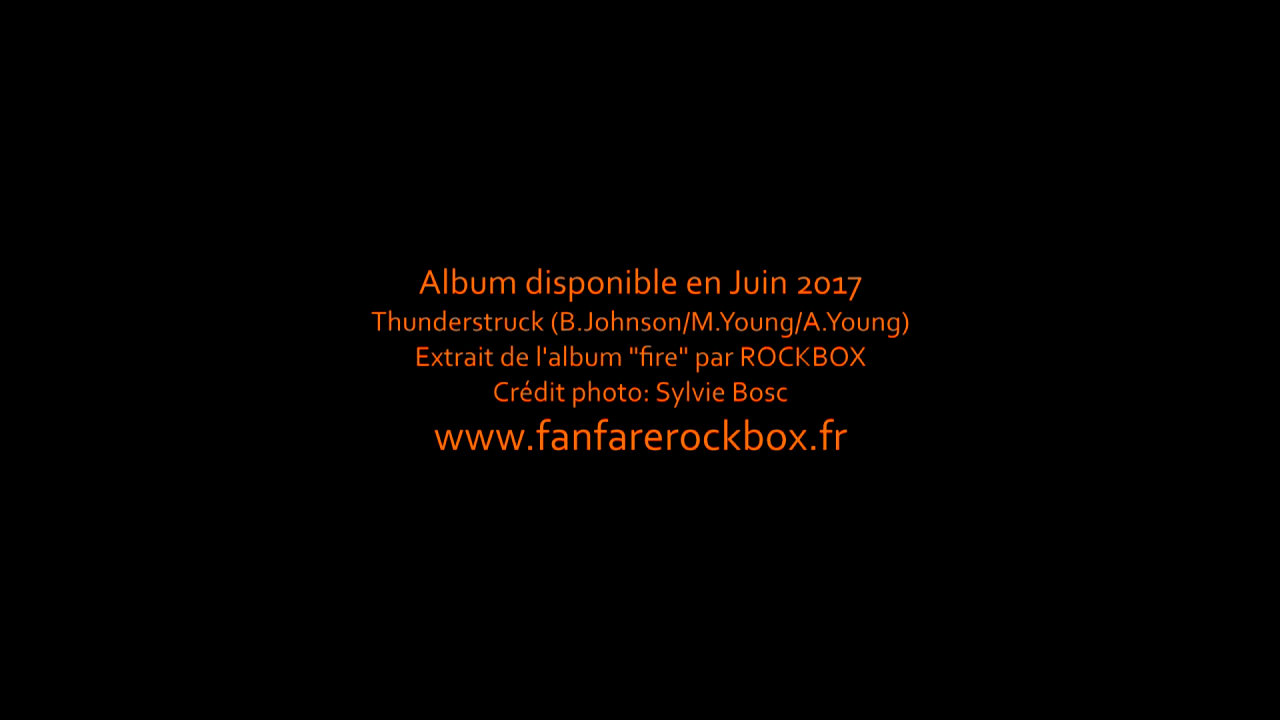 Album disponible en Juin 2017
Thunderstruck (B.Johnson/M.Young/A.Young)
Extrait de l'album "fire" par ROCKBOX
Crédit photo: Sylvie Bosc
www.fanfarerockbox.fr